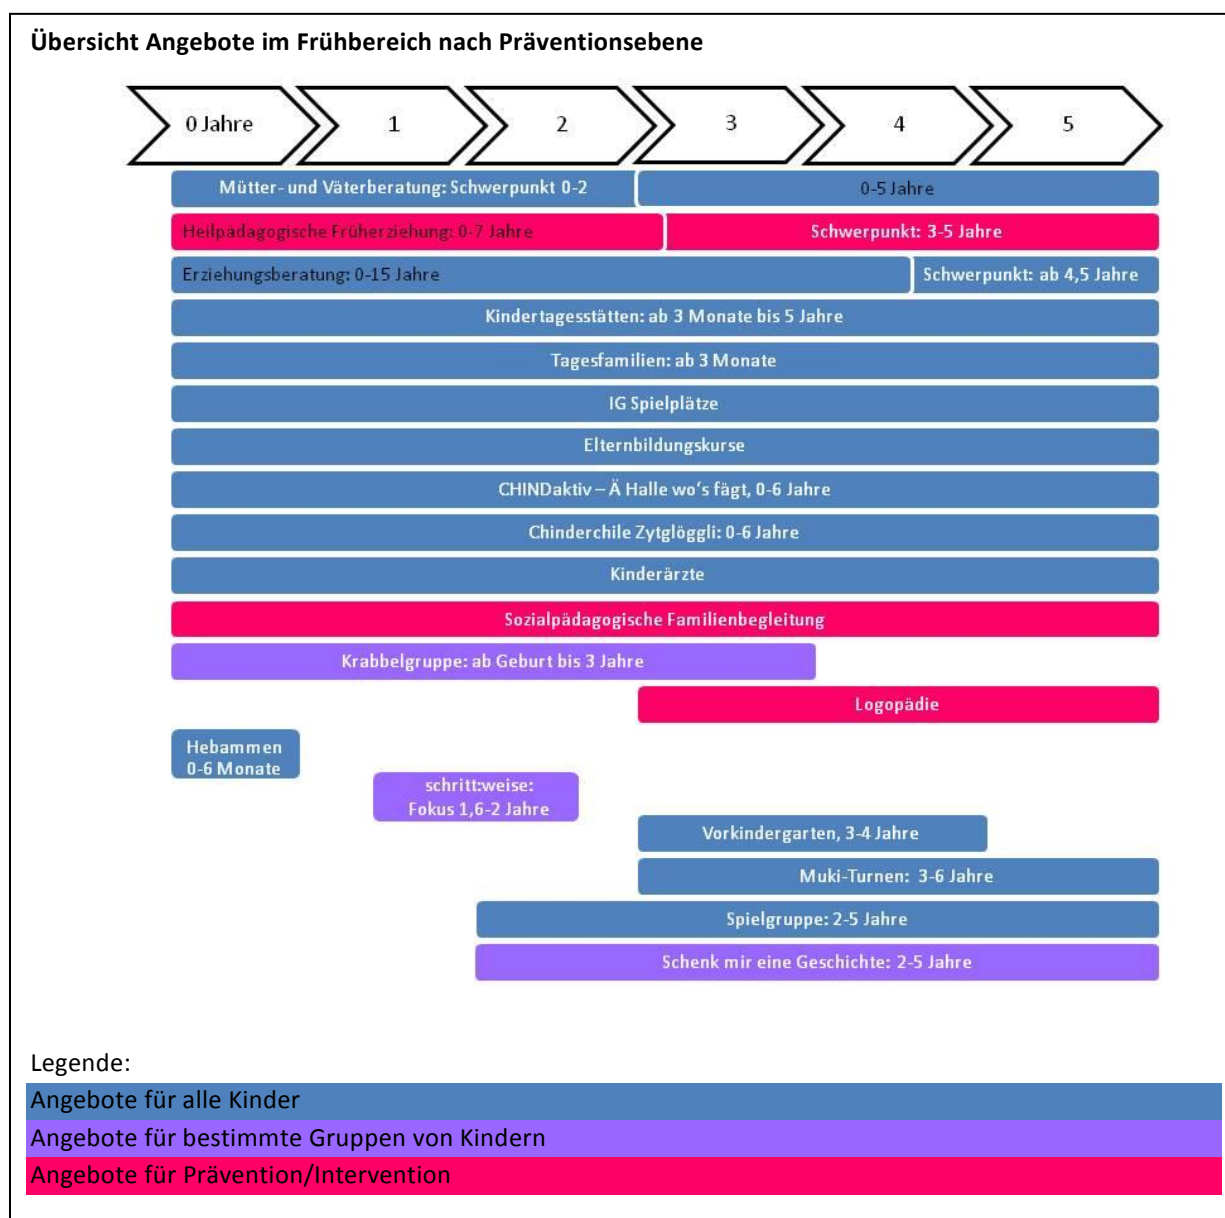 Übersicht Angebote im Frühbereich nach Präventionsebene
0 Jahre 1 2 3 4 5
Mütter- und Väterberatung: Schwerpunkt 0-2 0-5 Jahre
Heilpädagogische Früherziehung: 0-7 Jahre Schwerpunkt: 3-5 Jahre
Erziehungsberatung: 0-15 Jahre Schwerpunkt: ab 4,5 Jahre
Kindertagesstätten: ab 3 Monate bis 5 Jahre
Tagesfamilien: ab 3 Monate
IG Spielplätze
Elternbildungskurse
CHINDaktiv – Ä Halle wo's fägt, 0-6 Jahre
Chinderchile Zytglöggli: 0-6 Jahre
Kinderärzte
Sozialpädagogische Familienbegleitung
Krabbelgruppe: ab Geburt bis 3 Jahre
Logopädie
Hebammen
0-6 Monate
schritt:weise:
Fokus 1,6-2 Jahre
Vorkindergarten, 3-4 Jahre
Muki-Turnen: 3-6 Jahre
Spielgruppe: 2-5 Jahre
Schenk mir eine Geschichte: 2-5 Jahre
Legende:
Angebote für alle Kinder
Angebote für bestimmte Gruppen von Kindern
Angebote für Prävention/Intervention